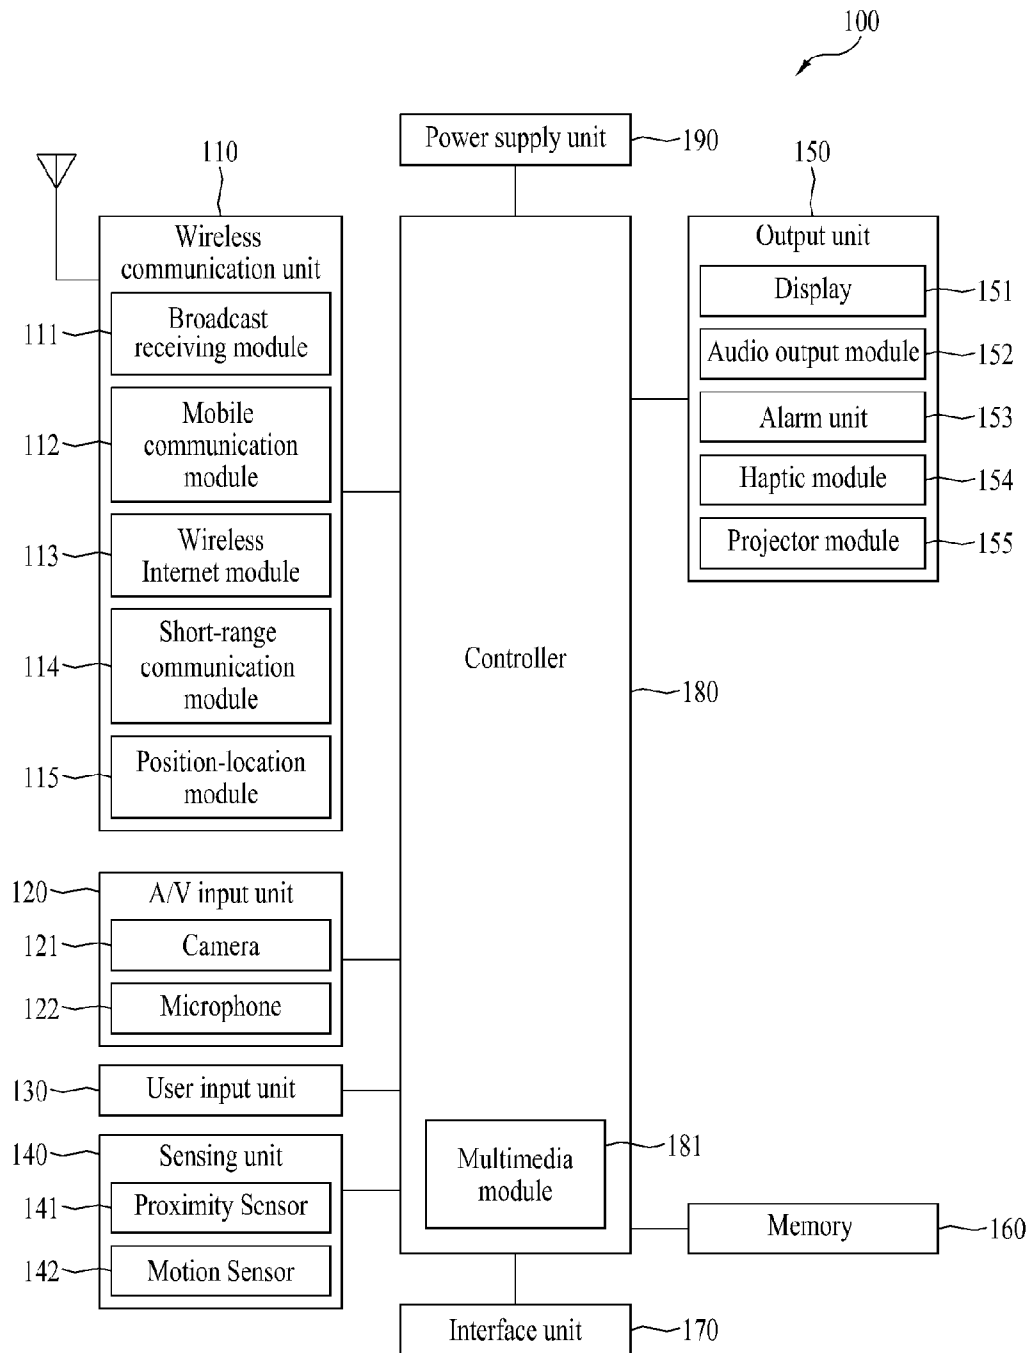 100
Power supply unit
190
110
150
Wireless
communication unit
Output unit
Broadcast
receiving module
111
Mobile
communication
module
112
Wireless
Internet module
113
Short-range
communication
module
114
Position-location
module
115
Display
151
Audio output module
152
Alarm unit
153
Haptic module
154
Projector module
155
Controller
180
120
A/V input unit
121
Camera
122
Microphone
130
User input unit
140
Sensing unit
141
Proximity Sensor
142
Motion Sensor
Multimedia
module
181
Memory
160
Interface unit
170